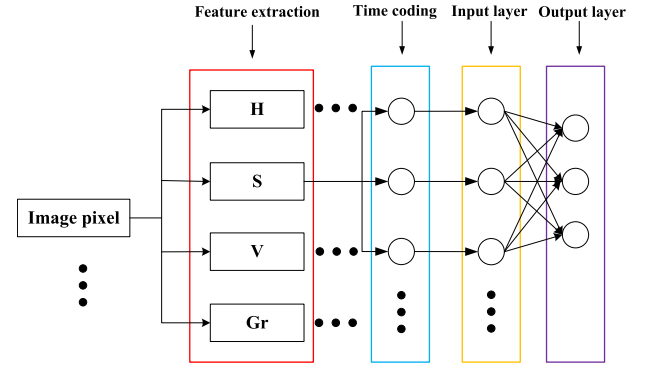 Feature extraction
Time coding
Input layer
Output layer
H
S
Image pixel
V
Gr